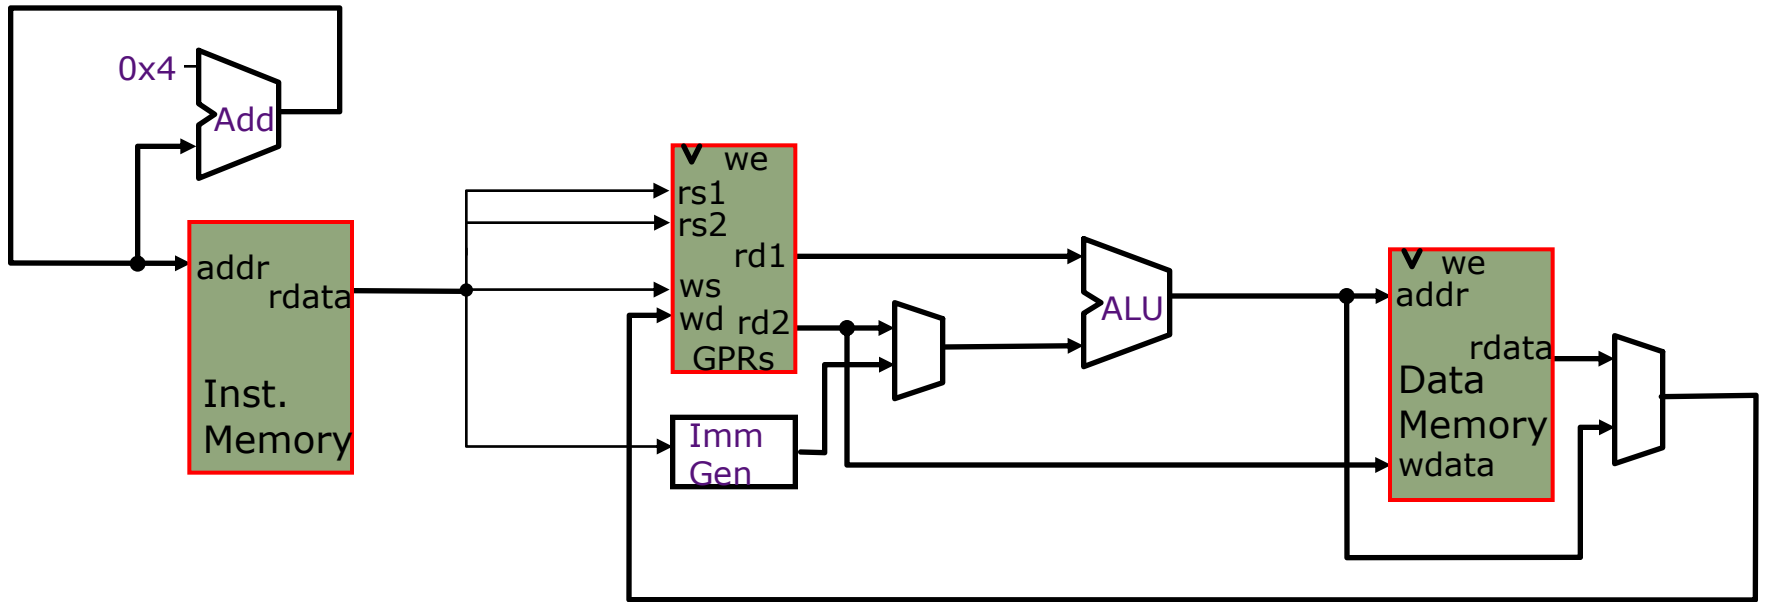 0x4
Add
addr
rdata
Inst.
Memory
we
rs1
rs2
rd1
ws
wd
rd2
GPRs
Imm
Gen
ALU
we
addr
rdata
Data
Memory
wdata